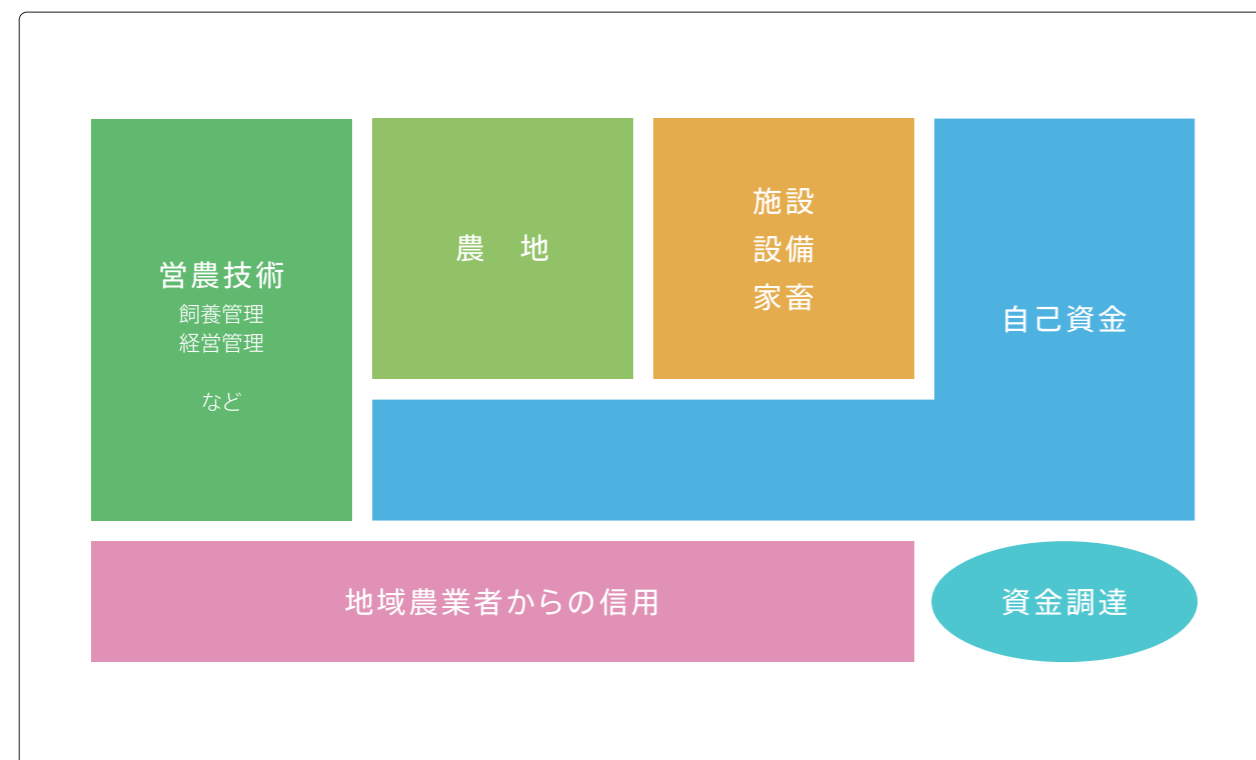 営農技術
飼養管理
経営管理
など
農　地
施設
設備
家畜
自己資金
地域農業者からの信用
資金調達